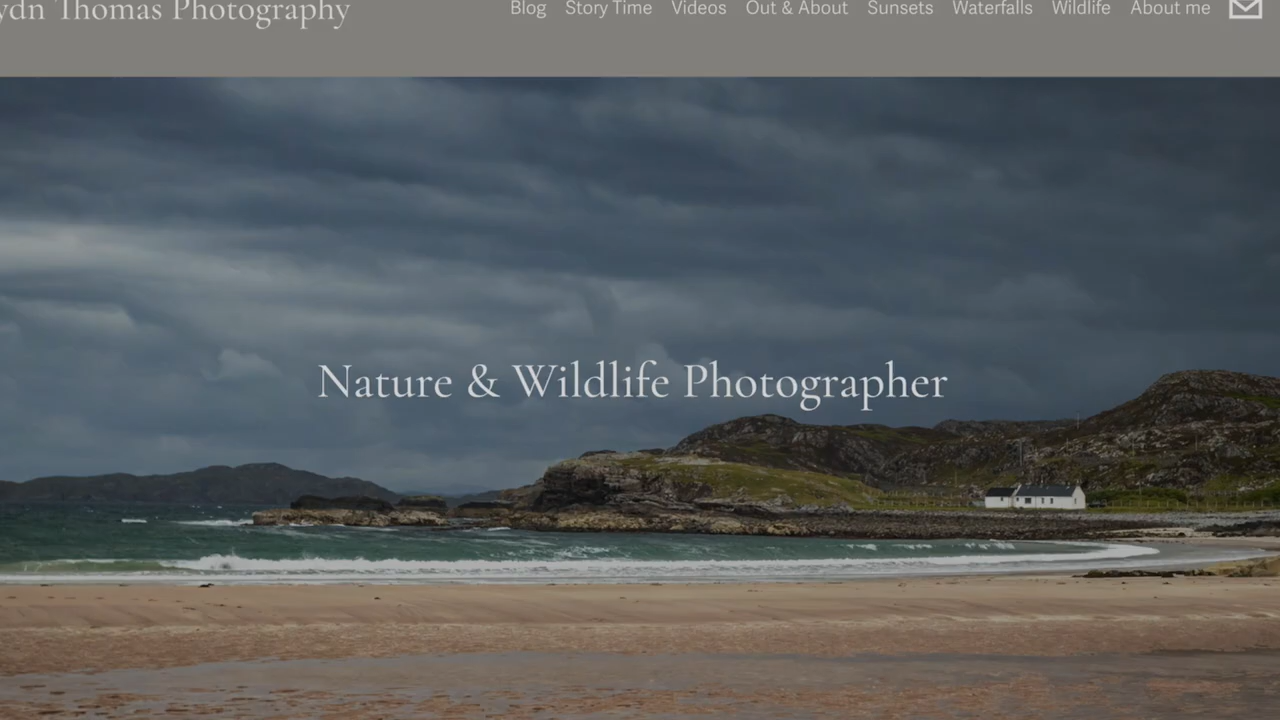 Thomas Photography
Blog Story Time Videos Out & About Sunsets Waterfalls Wildlife About me
Nature & Wildlife Photographer